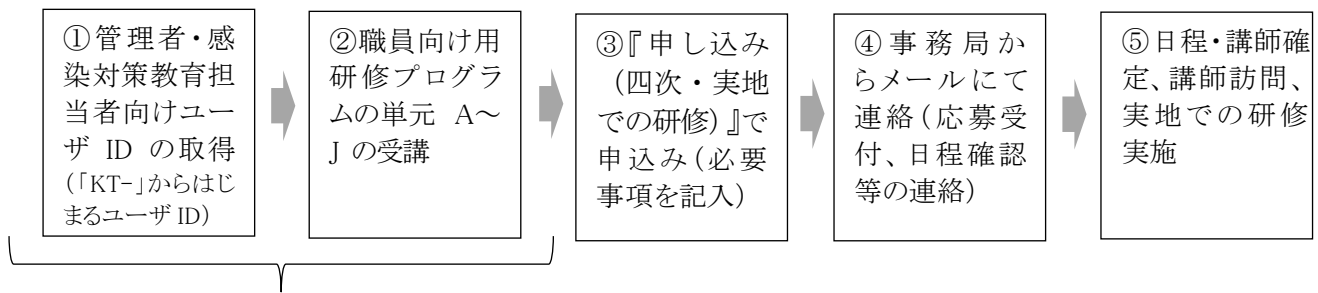 ①管理者・感
染対策教育担
当者向けユー
ザ ID の取得
(「KT-」からはじ
まるユーザ ID)
②職員向け用
研修プログラ
ムの単元 A～
J の受講
③『申し込み
(四次・実地
での研修)』で
申込み(必要
事項を記入)
④事務局か
らメールにて
連絡(応募受
付、日程確認
等の連絡)
⑤日程・講師確
定、講師訪問、
実地での研修
実施